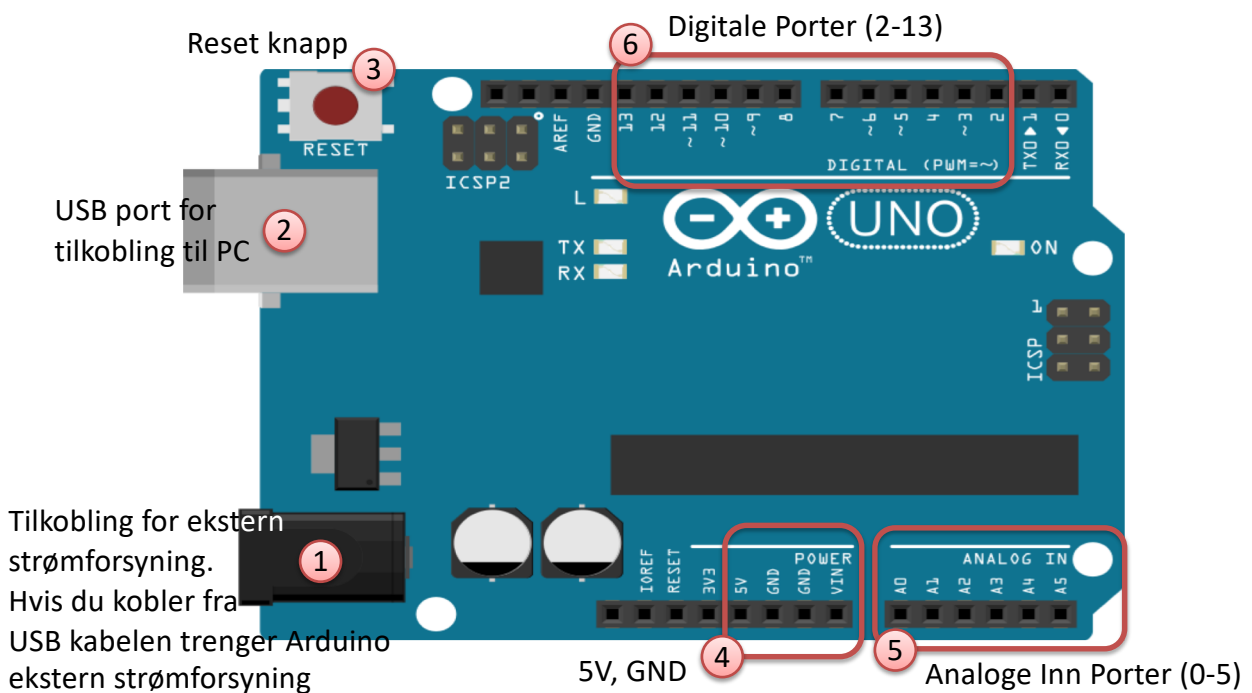 Digitale Porter (2-13)
6
Reset knapp
3
RESET
ICSP2
AREF
GND
13
12
~11
~10
~9
8
7
~6
~5
4
~3
2
TX0▶1
RX0◀0
DIGITAL (PWM=~)
USB port for
tilkobling til PC
2
L
TX
RX
Arduino™
UNO
ON
1
ICSP
Tilkobling for ekstern
strømforsyning.
Hvis du kobler fra
USB kabelen trenger Arduino
ekstern strømforsyning
1
IOREF
RESET
3V3
5V
GND
GND
VIN
POWER
ANALOG IN
A0
A1
A2
A3
A4
A5
4
5V, GND
5
Analoge Inn Porter (0-5)